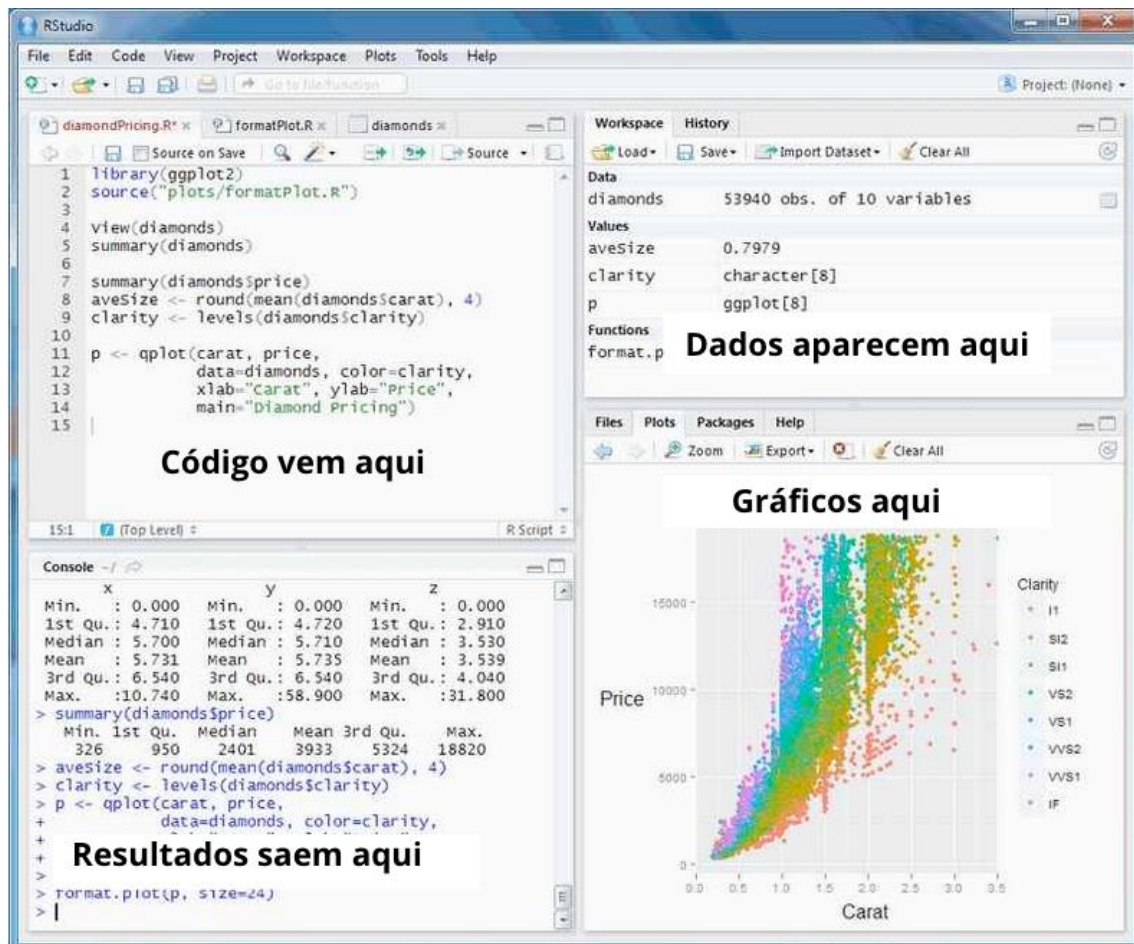 RStudio
File Edit Code View Project Workspace Plots Tools Help
Go to file/function
Project: (None)
diamondPricing.R* formatPlot.R diamonds
Source on Save Source
1 library(ggplot2)
2 source("plots/formatPlot.R")
3
4 view(diamonds)
5 summary(diamonds)
6
7 summary(diamonds$price)
8 aveSize <- round(mean(diamonds$carat), 4)
9 clarity <- levels(diamonds$clarity)
10
11 p <- qplot(carat, price,
12 data=diamonds, color=clarity,
13 xlab="Carat", ylab="Price",
14 main="Diamond Pricing")
15
Código vem aqui
15:1 (Top Level) R Script
Console ~/
x y z
Min. : 0.000 Min. : 0.000 Min. : 0.000
1st Qu.: 4.710 1st Qu.: 4.720 1st Qu.: 2.910
Median : 5.700 Median : 5.710 Median : 3.530
Mean : 5.731 Mean : 5.735 Mean : 3.539
3rd Qu.: 6.540 3rd Qu.: 6.540 3rd Qu.: 4.040
Max. :10.740 Max. :58.900 Max. :31.800
> summary(diamonds$price)
Min. 1st Qu. Median Mean 3rd Qu. Max.
326 950 2401 3933 5324 18820
> aveSize <- round(mean(diamonds$carat), 4)
> clarity <- levels(diamonds$clarity)
> p <- qplot(carat, price,
+ data=diamonds, color=clarity,
+
+
>
Resultados saem aqui
> format.plot(p, size=24)
>
Workspace History
Load Save Import Dataset Clear All
Data
diamonds 53940 obs. of 10 variables
Values
aveSize 0.7979
clarity character[8]
p ggplot[8]
Functions
format.p
Dados aparecem aqui
Files Plots Packages Help
Zoom Export Clear All
Gráficos aqui
Clarity
I1
SI2
SI1
VS2
VS1
VVS2
VVS1
IF
Price
15000
10000
5000
0
0.0 0.5 1.0 1.5 2.0 2.5 3.0 3.5
Carat